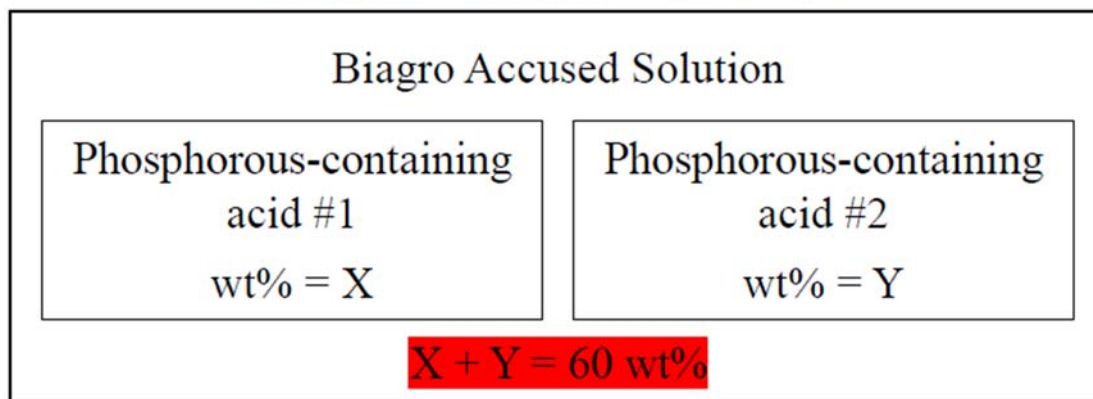 Biagro Accused Solution
Phosphorous-containing
acid #1
wt% = X
Phosphorous-containing
acid #2
wt% = Y
X + Y = 60 wt%